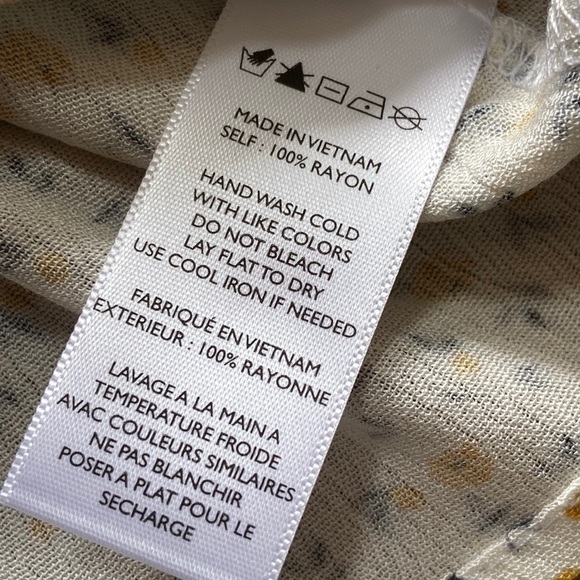 MADE IN VIETNAM
SELF : 100% RAYON
HAND WASH COLD
WITH LIKE COLORS
DO NOT BLEACH
LAY FLAT TO DRY
USE COOL IRON IF NEEDED
FABRIQUÉ EN VIETNAM
EXTERIEUR : 100% RAYONNE
LAVAGE A LA MAIN A
TEMPERATURE FROIDE
AVEC COULEURS SIMILAIRES
NE PAS BLANCHIR
POSER A PLAT POUR LE
SECHARGE